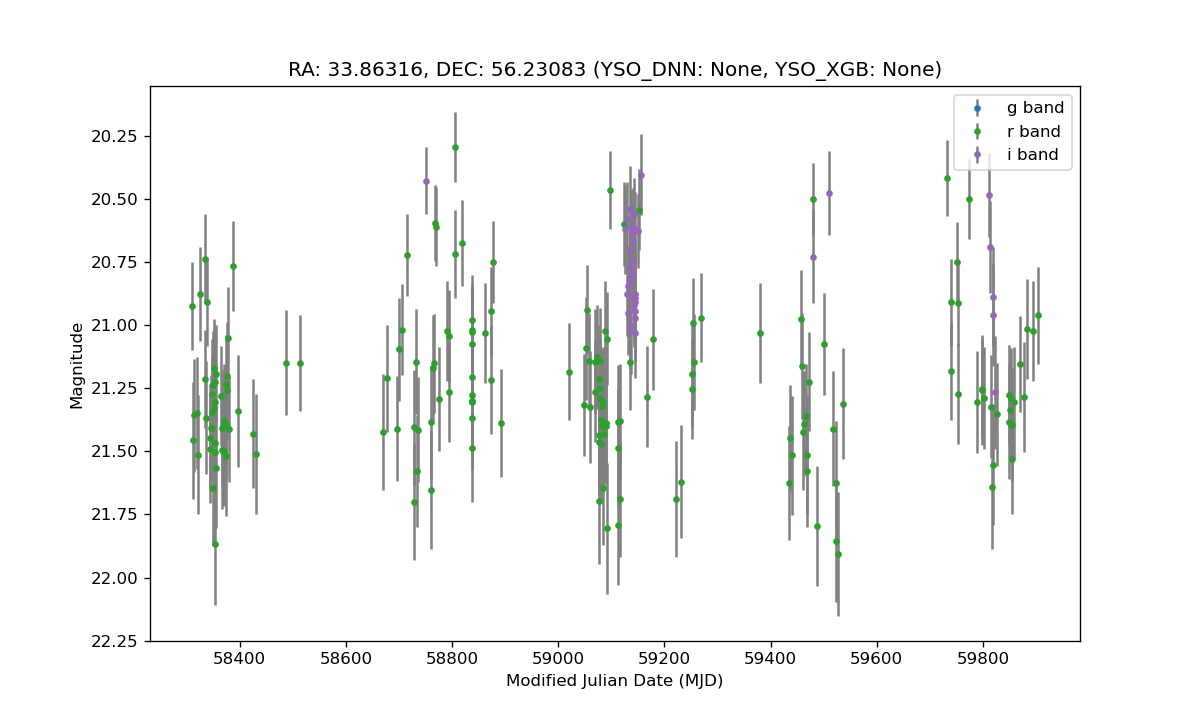 RA: 33.86316, DEC: 56.23083 (YSO_DNN: None, YSO_XGB: None)
g band
r band
i band
20.25
20.50
20.75
21.00
21.25
21.50
21.75
22.00
22.25
Magnitude
58400 58600 58800 59000 59200 59400 59600 59800
Modified Julian Date (MJD)